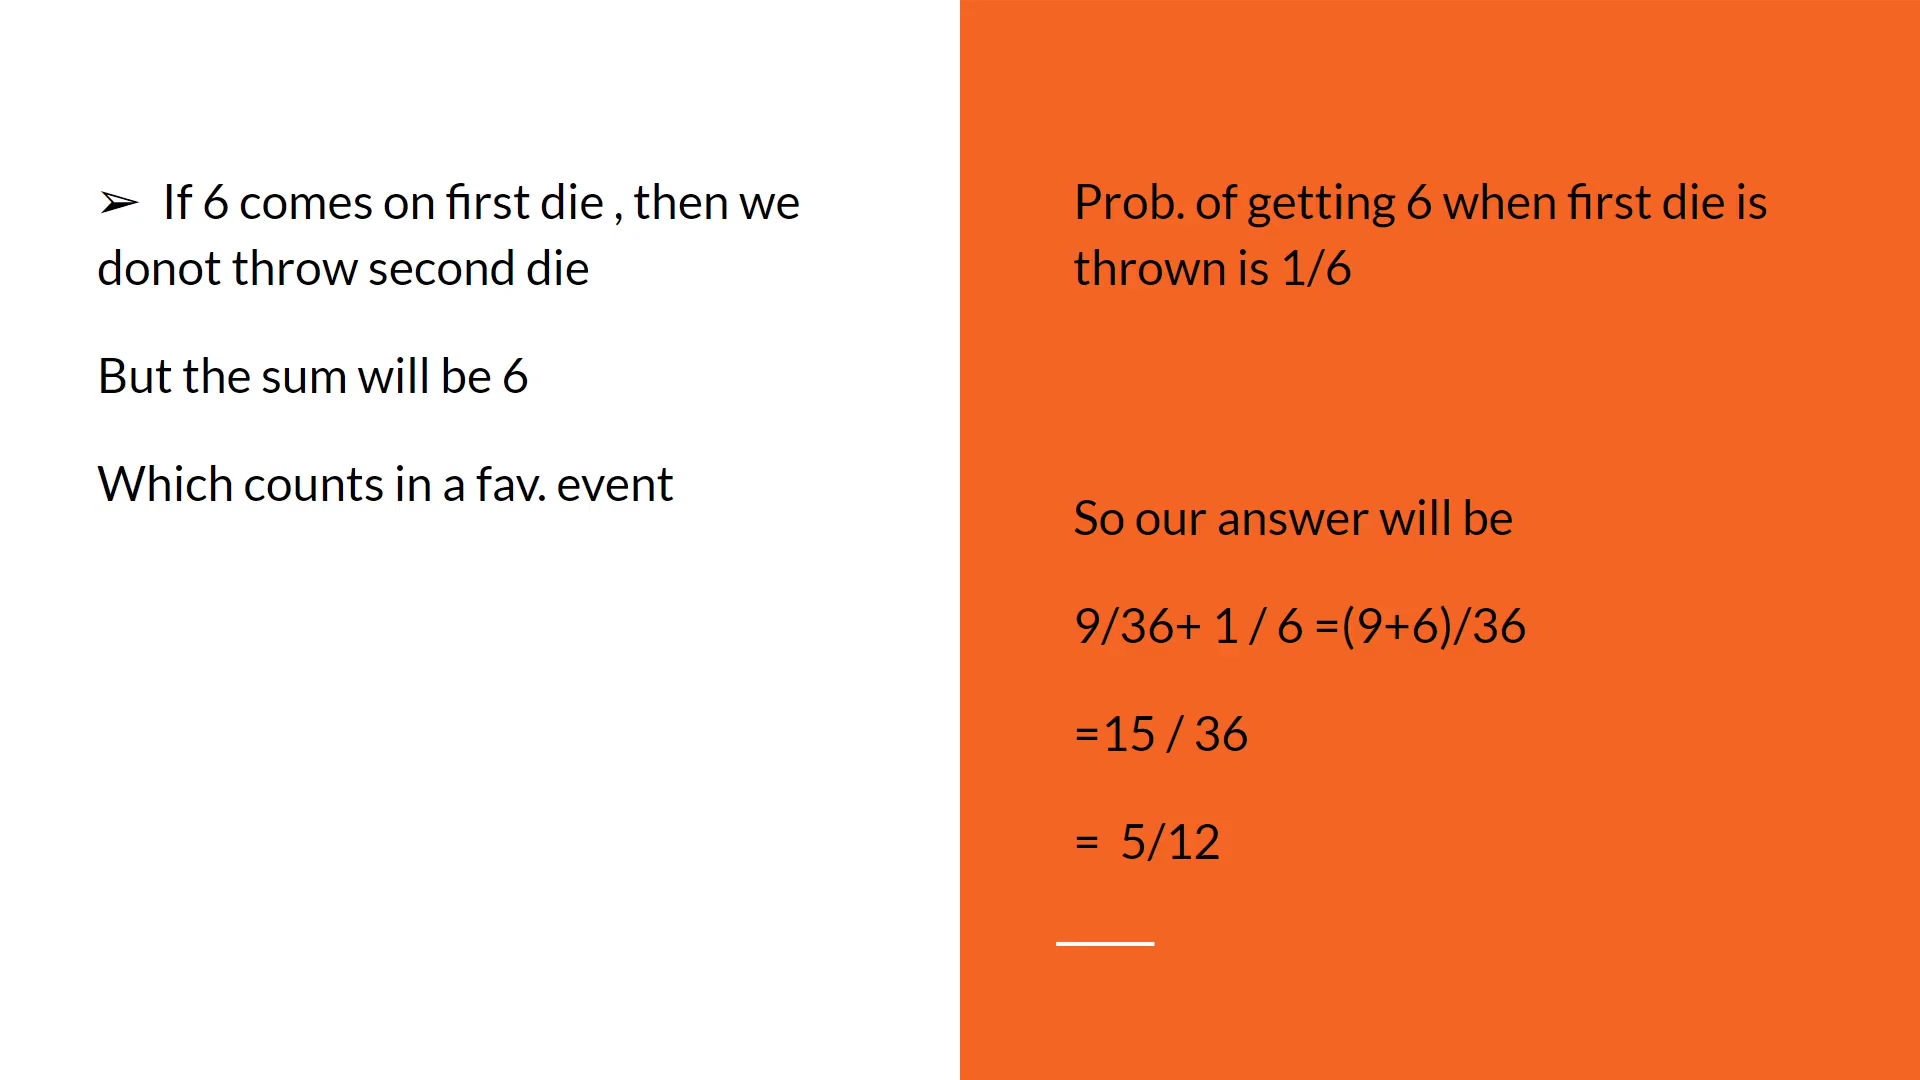 ➢ If 6 comes on first die , then we
donot throw second die
But the sum will be 6
Which counts in a fav. event
Prob. of getting 6 when first die is
thrown is 1/6
So our answer will be
9/36+ 1 / 6 =(9+6)/36
=15 / 36
= 5/12